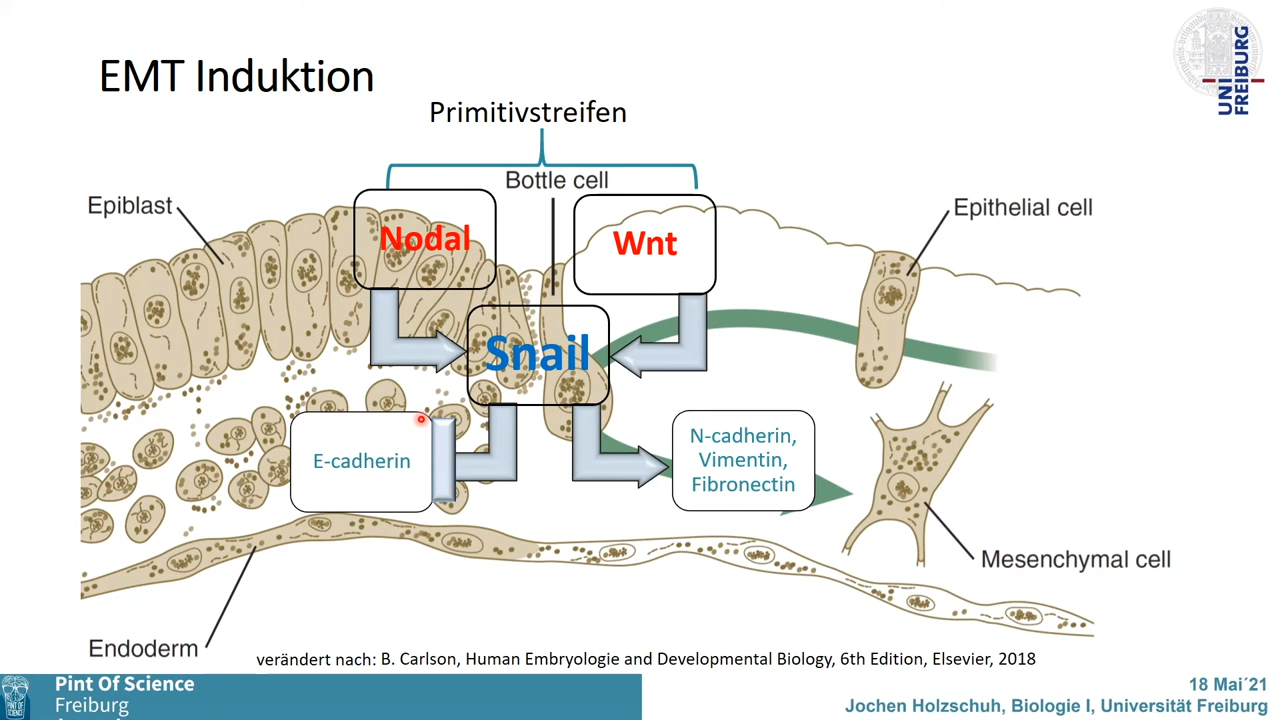 EMT Induktion
UNI
FREIBURG
Primitivstreifen
Bottle cell
Epiblast
Epithelial cell
Nodal
Wnt
Snail
E-cadherin
N-cadherin,
Vimentin,
Fibronectin
Mesenchymal cell
Endoderm
verändert nach: B. Carlson, Human Embryologie and Developmental Biology, 6th Edition, Elsevier, 2018
Pint Of Science
Freiburg
18 Mai´21
Jochen Holzschuh, Biologie I, Universität Freiburg